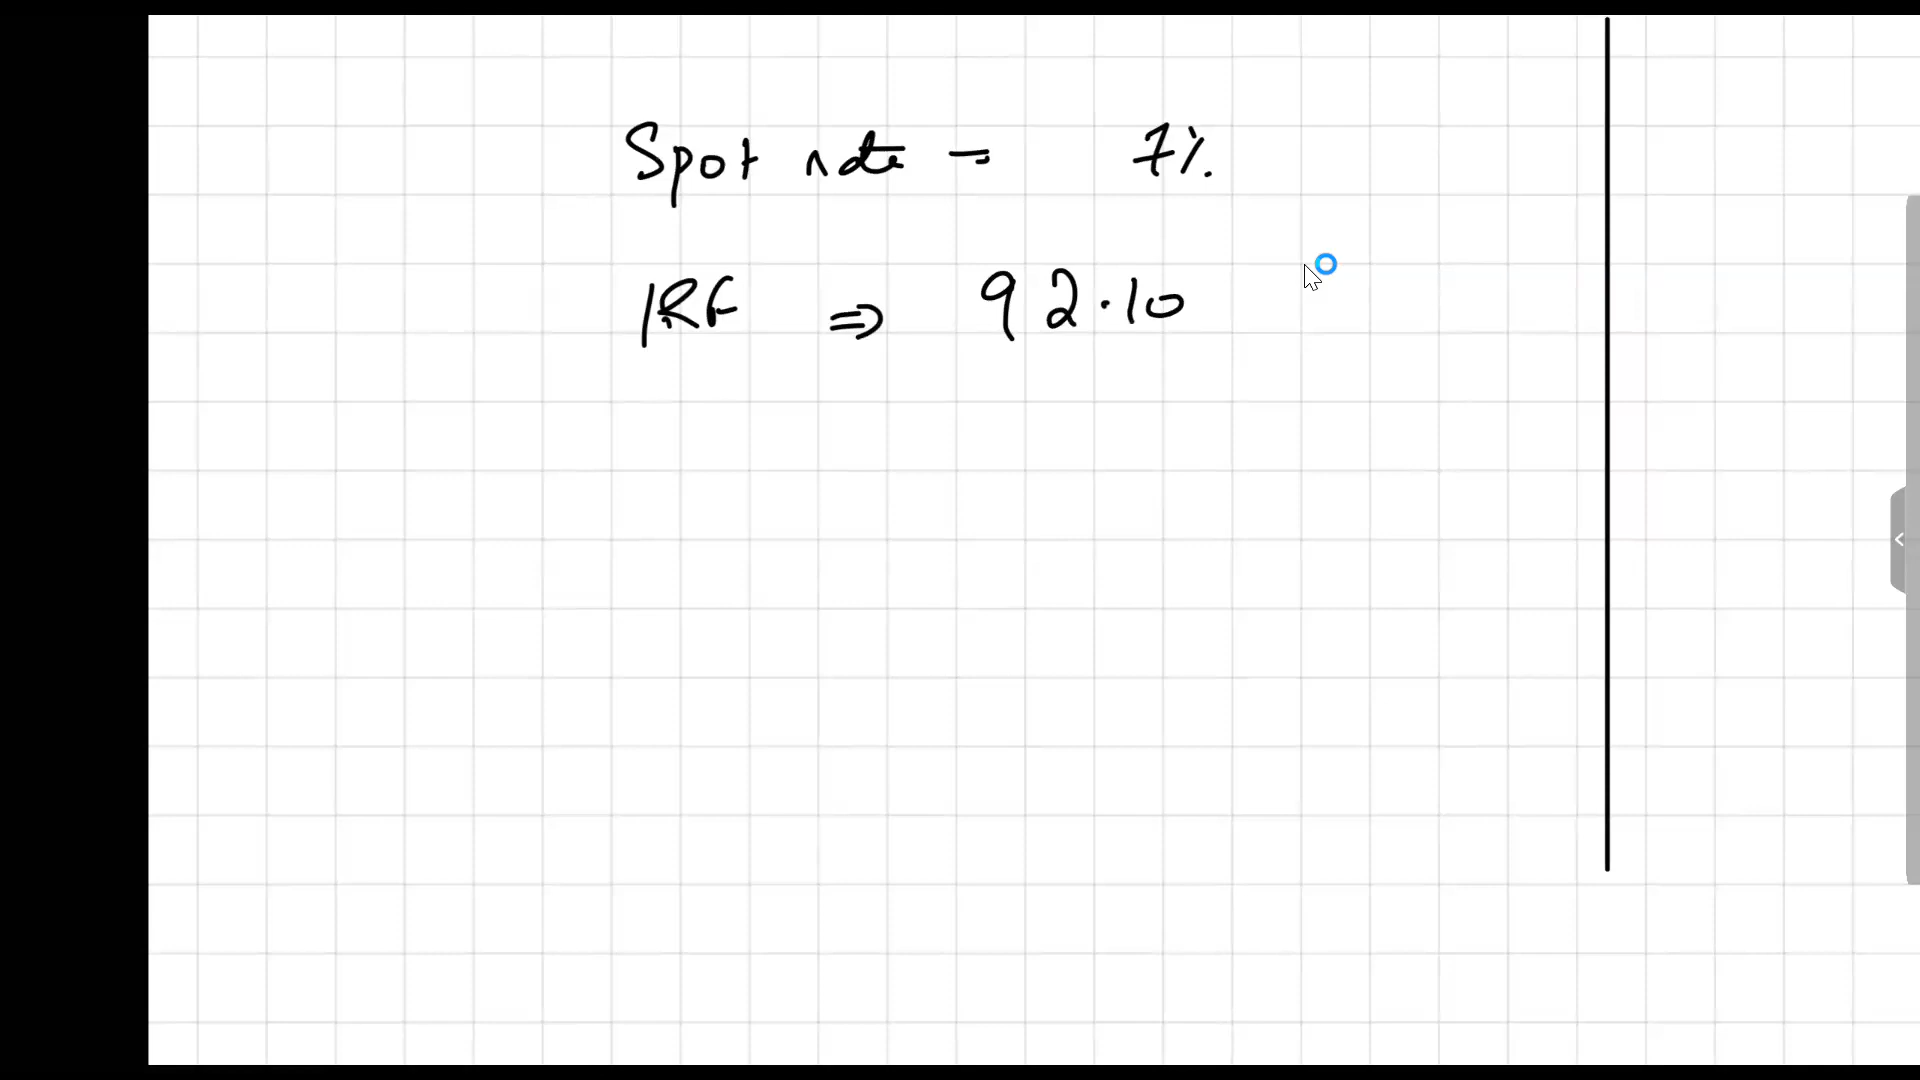 Spot rate = 7%.
IRF ⇒ 92.10